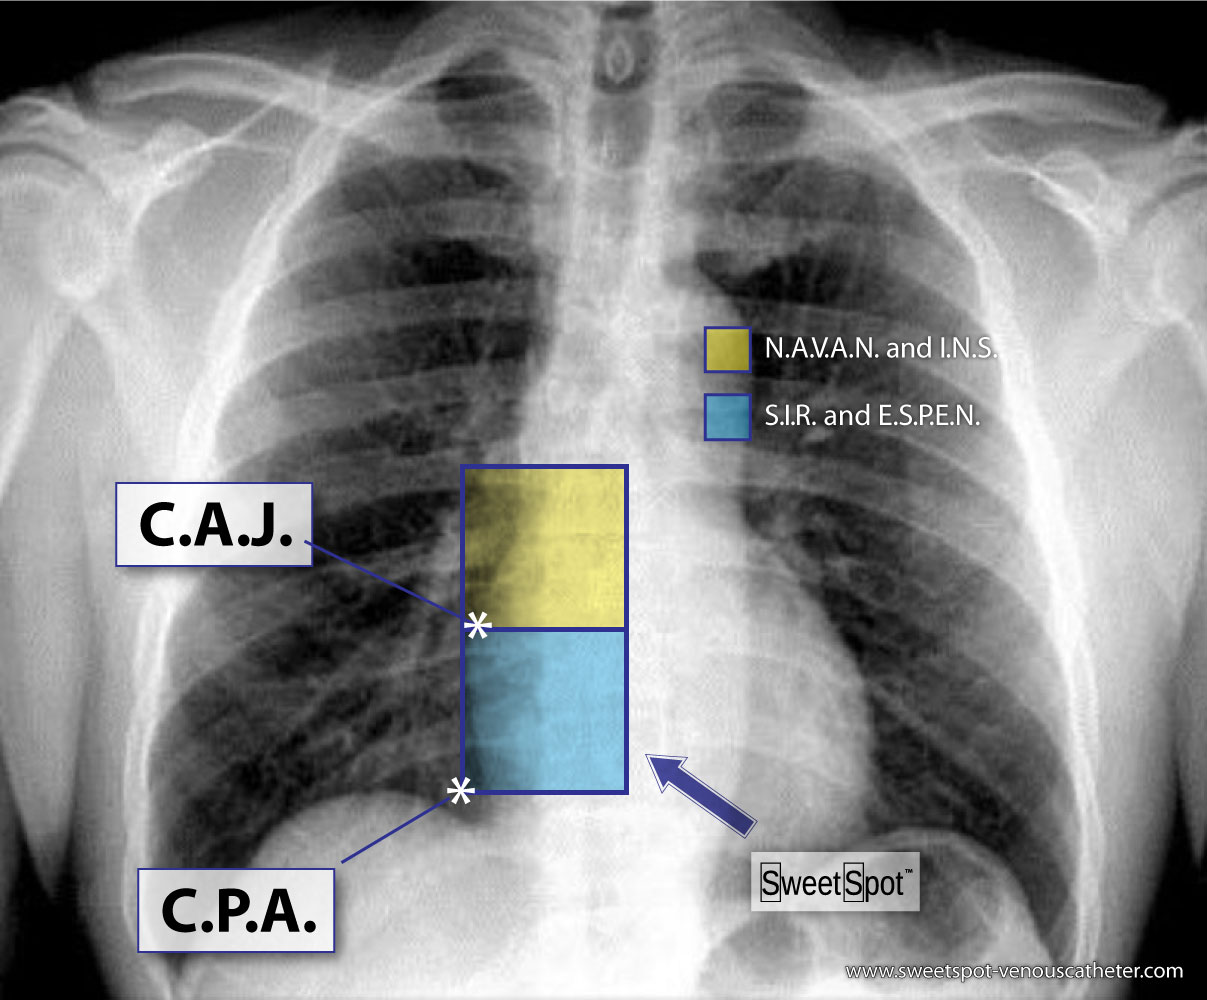 N.A.V.A.N. and I.N.S.
S.I.R. and E.S.P.E.N.
C.A.J.
*
*
C.P.A.
SweetSpot™
www.sweetspot-venouscatheter.com